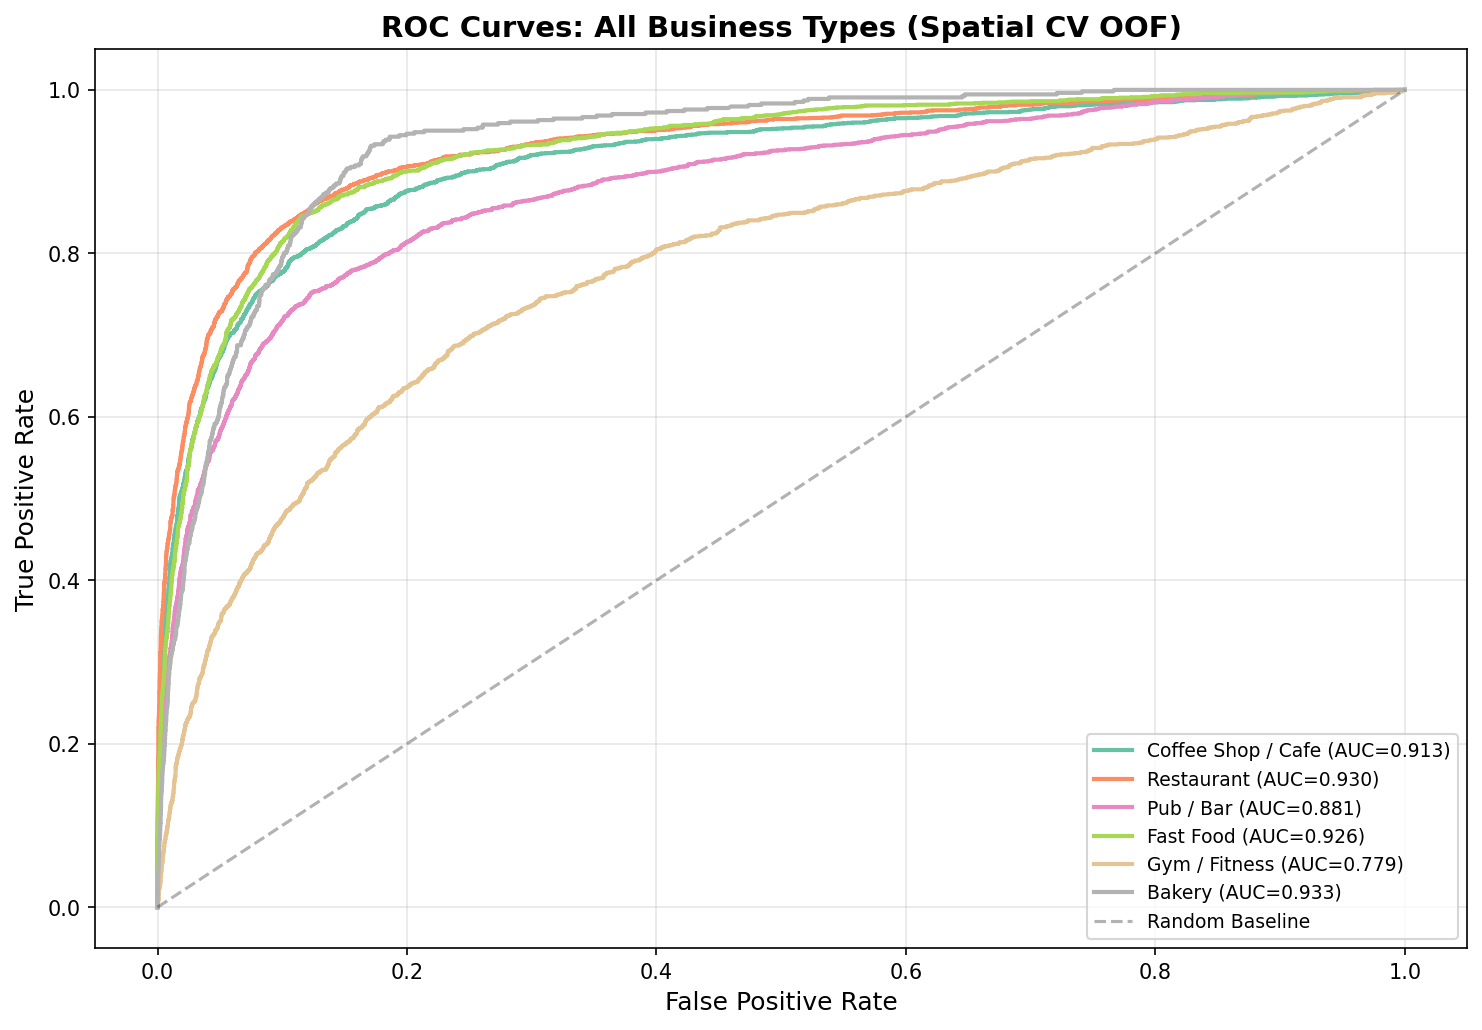 ROC Curves: All Business Types (Spatial CV OOF)
True Positive Rate
1.0
0.8
0.6
0.4
0.2
0.0
0.0 0.2 0.4 0.6 0.8 1.0
False Positive Rate
Coffee Shop / Cafe (AUC=0.913)
Restaurant (AUC=0.930)
Pub / Bar (AUC=0.881)
Fast Food (AUC=0.926)
Gym / Fitness (AUC=0.779)
Bakery (AUC=0.933)
Random Baseline